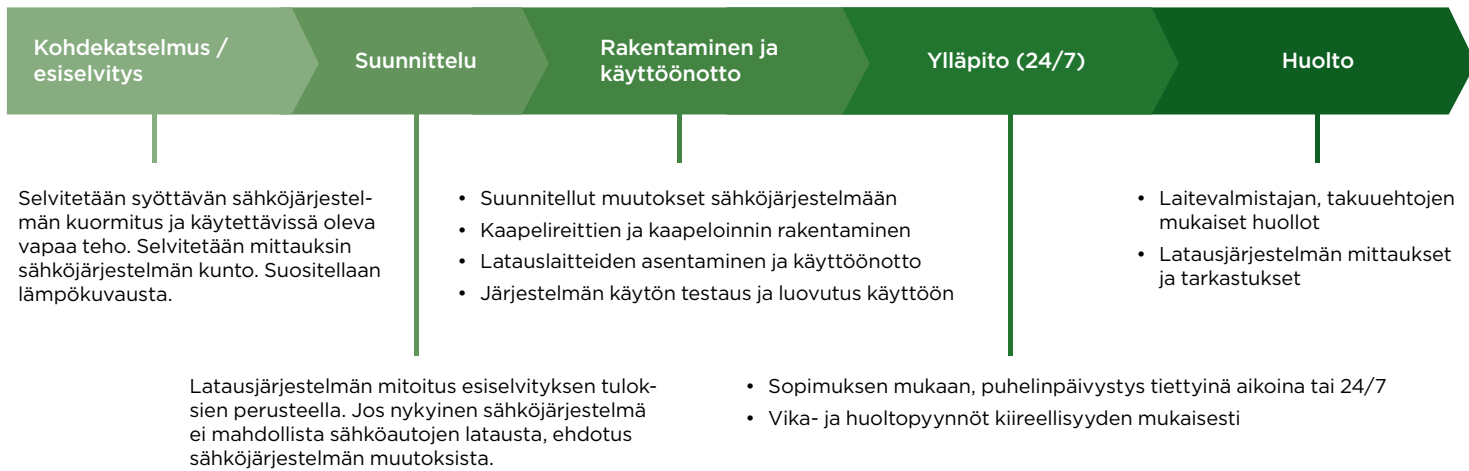 Kohdekatselmus /
esiselvitys
Suunnittelu
Rakentaminen ja
käyttöönotto
Ylläpito (24/7)
Huolto
Selvitetään syöttävän sähköjärjestel-
män kuormitus ja käytettävissä oleva
vapaa teho. Selvitetään mittauksin
sähköjärjestelmän kunto. Suositellaan
lämpökuvausta.
• Suunnitellut muutokset sähköjärjestelmään
• Kaapelireittien ja kaapeloinnin rakentaminen
• Latauslaitteiden asentaminen ja käyttöönotto
• Järjestelmän käytön testaus ja luovutus käyttöön
• Laitevalmistajan, takuuehtojen
mukaiset huollot
• Latausjärjestelmän mittaukset
ja tarkastukset
Latausjärjestelmän mitoitus esiselvityksen tulok-
sien perusteella. Jos nykyinen sähköjärjestelmä
ei mahdollista sähköautojen latausta, ehdotus
sähköjärjestelmän muutoksista.
• Sopimuksen mukaan, puhelinpäivystys tiettyinä aikoina tai 24/7
• Vika- ja huoltopyynnöt kiireellisyyden mukaisesti